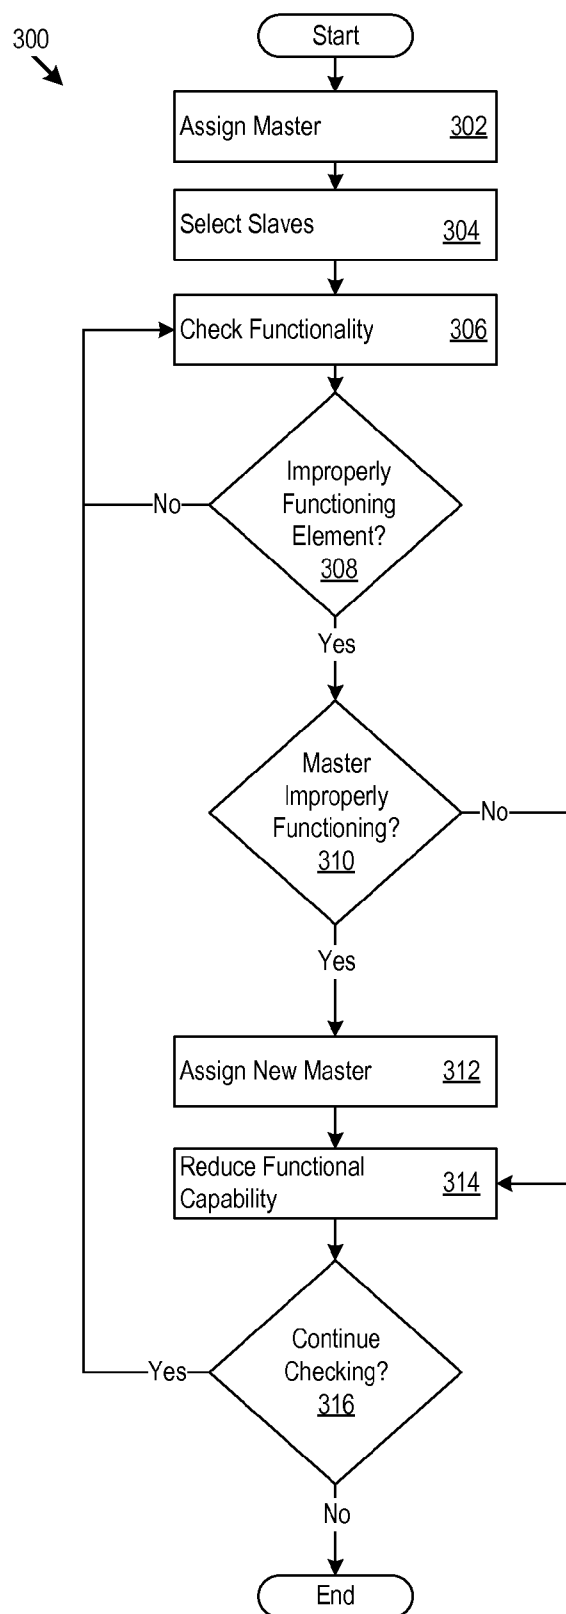 300
Start
Assign Master 302
Select Slaves 304
Check Functionality 306
Improperly
Functioning
Element?
308
No
Yes
Master
Improperly
Functioning?
310
No
Yes
Assign New Master 312
Reduce Functional
Capability
314
Continue
Checking?
316
Yes
No
End